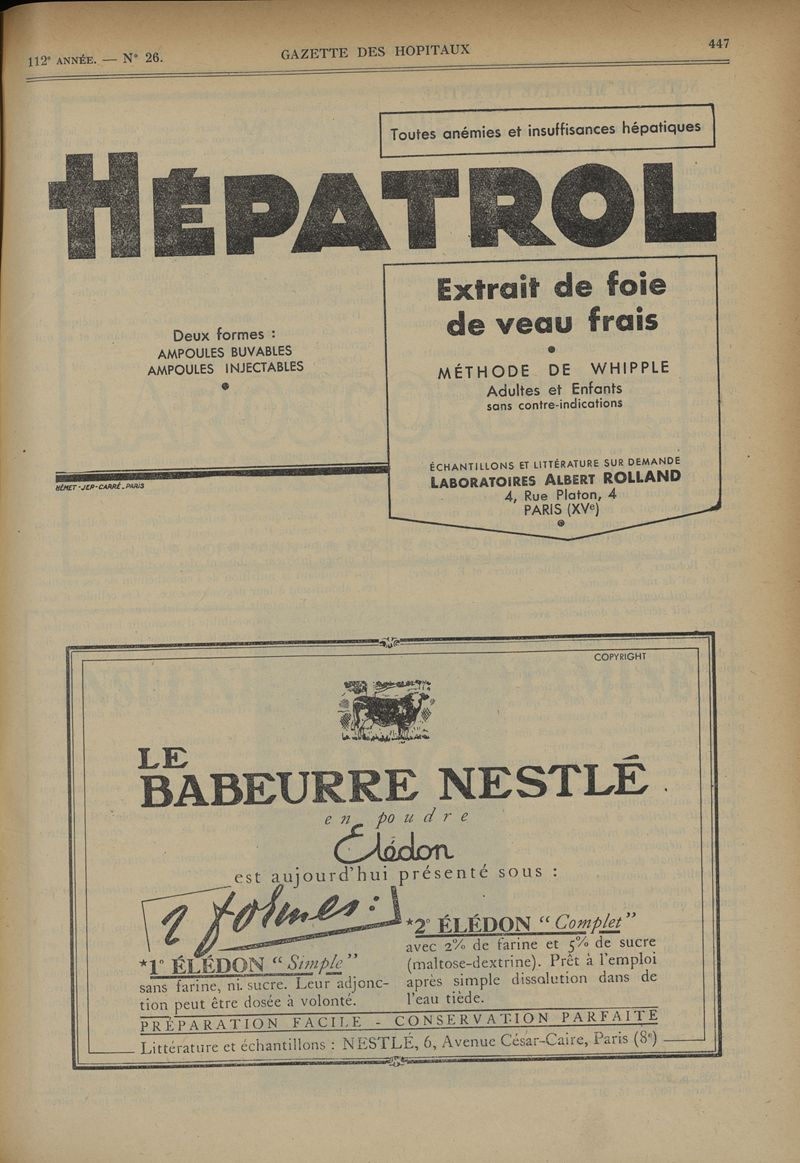 112e ANNÉE. — N° 26.
GAZETTE DES HOPITAUX
447
Toutes anémies et insuffisances hépatiques
HÉPATROL
Deux formes :
AMPOULES BUVABLES
AMPOULES INJECTABLES
Extrait de foie
de veau frais
MÉTHODE DE WHIPPLE
Adultes et Enfants
sans contre-indications
ÉCHANTILLONS ET LITTÉRATURE SUR DEMANDE
LABORATOIRES ALBERT ROLLAND
4, Rue Platon, 4
PARIS (XVe)
HÉMET-JEP-CARRÉ-PARIS
COPYRIGHT
LE
BABEURRE NESTLÉ
en poudre
Élédon
est aujourd'hui présenté sous :
2 formes :
*1° ÉLÉDON "Simple"
sans farine, ni sucre. Leur adjonc-
tion peut être dosée à volonté.
*2° ÉLÉDON "Complet"
avec 2% de farine et 5% de sucre
(maltose-dextrine). Prêt à l'emploi
après simple dissolution dans de
l'eau tiède.
PRÉPARATION FACILE - CONSERVATION PARFAITE
Littérature et échantillons : NESTLÉ, 6, Avenue César-Caire, Paris (8e)